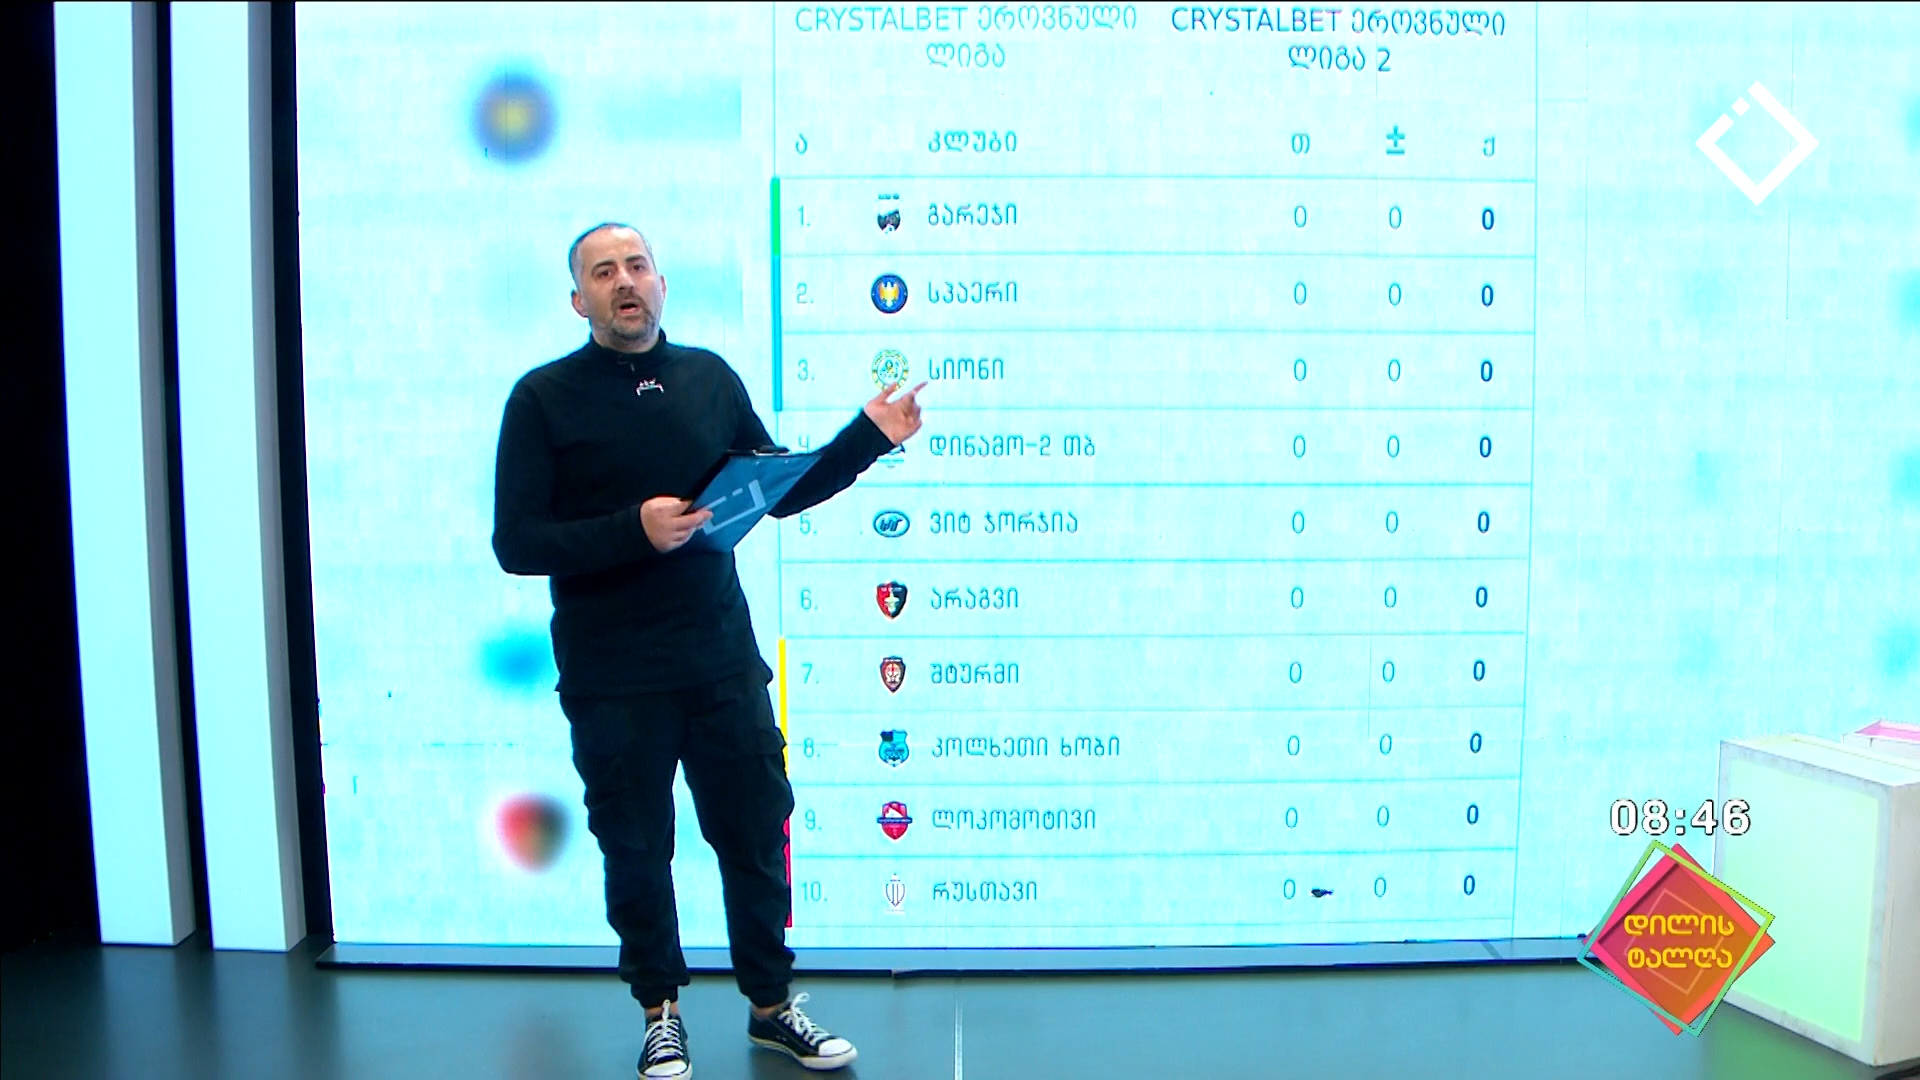 CRYSTALBET ეროვნული
ლიგა
CRYSTALBET ეროვნული
ლიგა 2
ა კლუბი თ ± ქ
1. გარეჯი 0 0 0
2. სპაერი 0 0 0
3. სიონი 0 0 0
4. დინამო-2 თბ 0 0 0
5. ვიტ ჯორჯია 0 0 0
6. არაგვი 0 0 0
7. შტურმი 0 0 0
8. კოლხეთი ხობი 0 0 0
9. ლოკომოტივი 0 0 0
10. რუსთავი 0 0 0
08:46
დილის
ტალღა